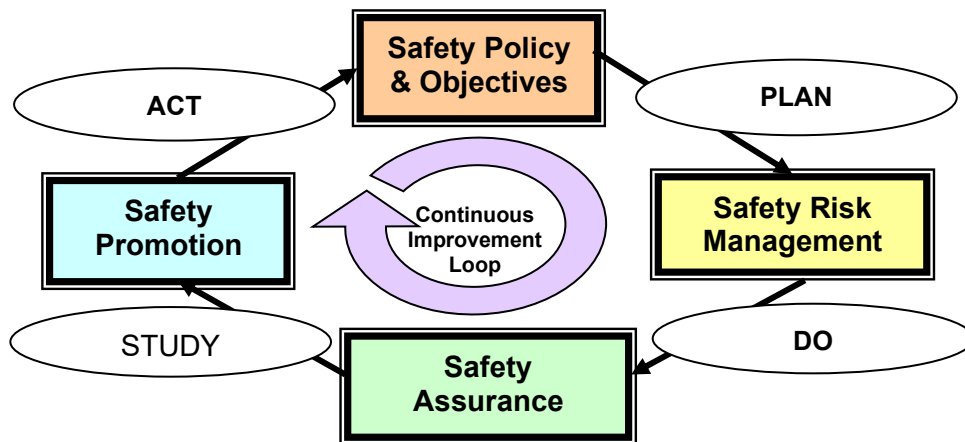 Safety Policy
& Objectives
ACT
PLAN
Safety
Promotion
Continuous
Improvement
Loop
Safety Risk
Management
STUDY
DO
Safety
Assurance